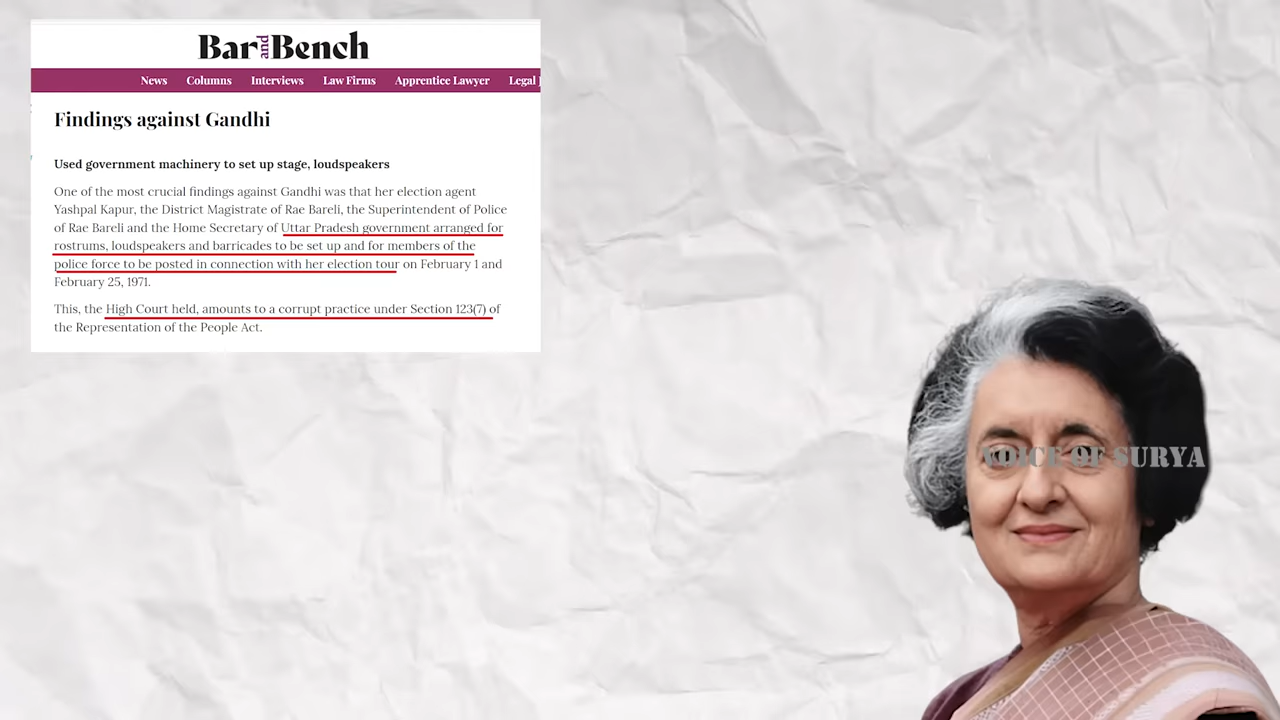 Bar and Bench
News Columns Interviews Law Firms Apprentice Lawyer Legal
Findings against Gandhi
Used government machinery to set up stage, loudspeakers
One of the most crucial findings against Gandhi was that her election agent
Yashpal Kapur, the District Magistrate of Rae Bareli, the Superintendent of Police
of Rae Bareli and the Home Secretary of Uttar Pradesh government arranged for
rostrums, loudspeakers and barricades to be set up and for members of the
police force to be posted in connection with her election tour on February 1 and
February 25, 1971.
This, the High Court held, amounts to a corrupt practice under Section 123(7) of
the Representation of the People Act.
VOICE OF SURYA